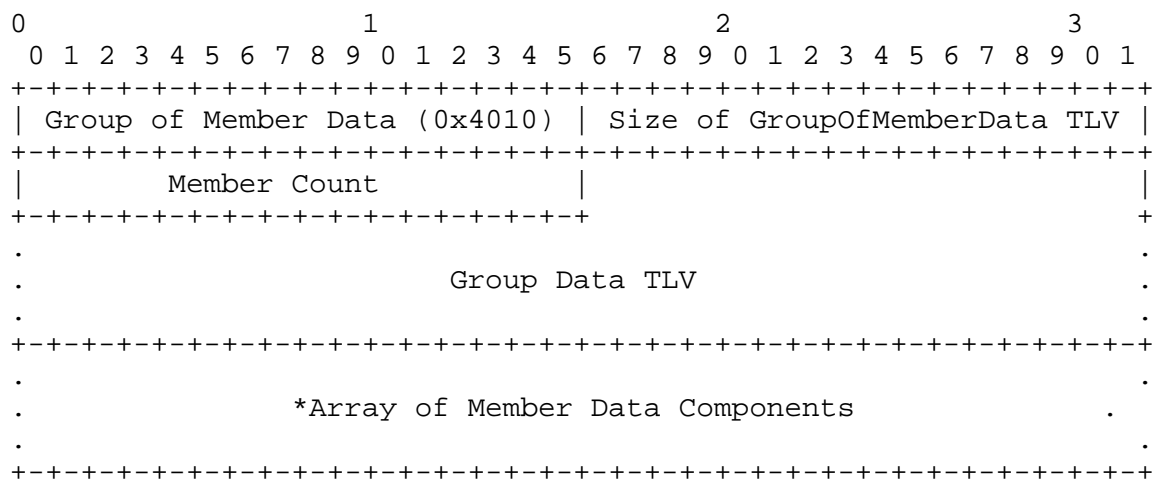 0                   1                   2                   3
 0 1 2 3 4 5 6 7 8 9 0 1 2 3 4 5 6 7 8 9 0 1 2 3 4 5 6 7 8 9 0 1
+-+-+-+-+-+-+-+-+-+-+-+-+-+-+-+-+-+-+-+-+-+-+-+-+-+-+-+-+-+-+-+-+
| Group of Member Data (0x4010) | Size of GroupOfMemberData TLV |
+-+-+-+-+-+-+-+-+-+-+-+-+-+-+-+-+-+-+-+-+-+-+-+-+-+-+-+-+-+-+-+-+
|        Member Count           |                               |
+-+-+-+-+-+-+-+-+-+-+-+-+-+-+-+-+                               +
.                                                               .
.                        Group Data TLV                         .
.                                                               .
+-+-+-+-+-+-+-+-+-+-+-+-+-+-+-+-+-+-+-+-+-+-+-+-+-+-+-+-+-+-+-+-+
.                                                               .
.               *Array of Member Data Components              .
.                                                               .
+-+-+-+-+-+-+-+-+-+-+-+-+-+-+-+-+-+-+-+-+-+-+-+-+-+-+-+-+-+-+-+-+